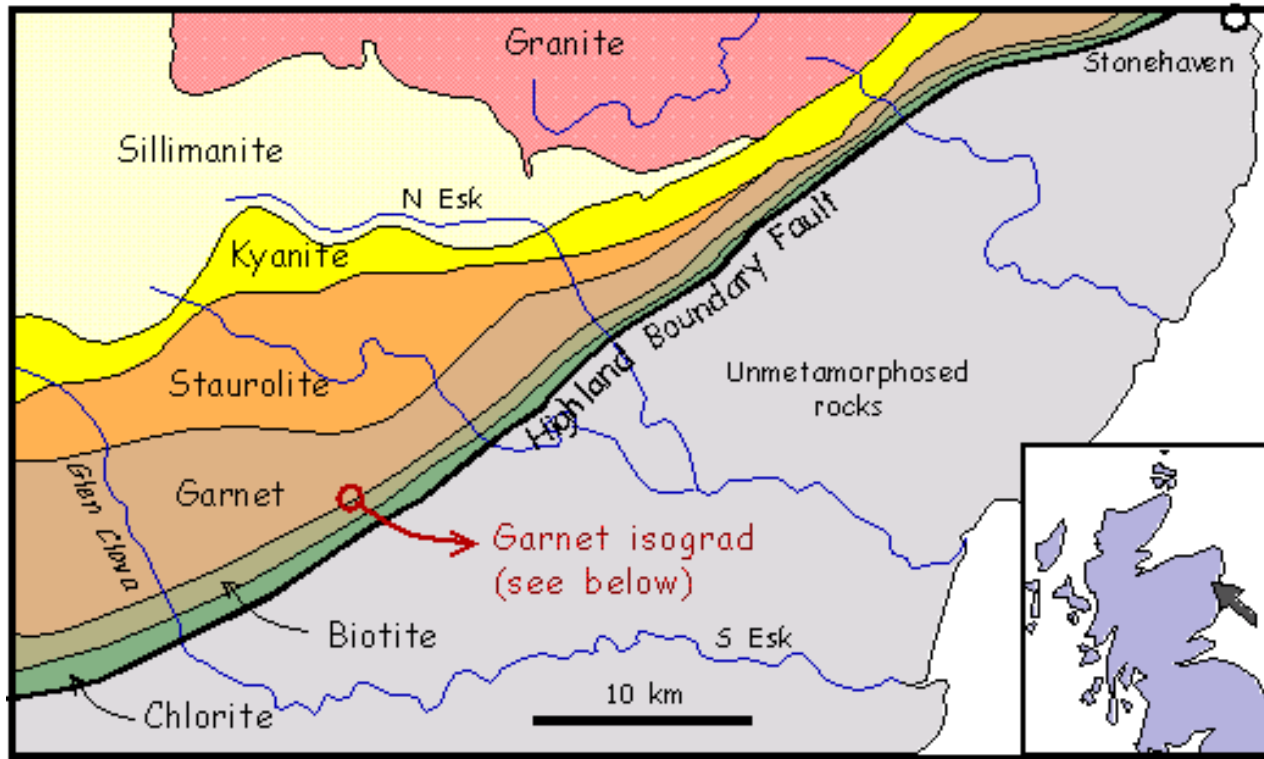 Granite
Stonehaven
Sillimanite
N Esk
Kyanite
Highland Boundary Fault
Staurolite
Unmetamorphosed
rocks
Garnet
Glen Clova
Garnet isograd
(see below)
Biotite
S Esk
Chlorite
10 km